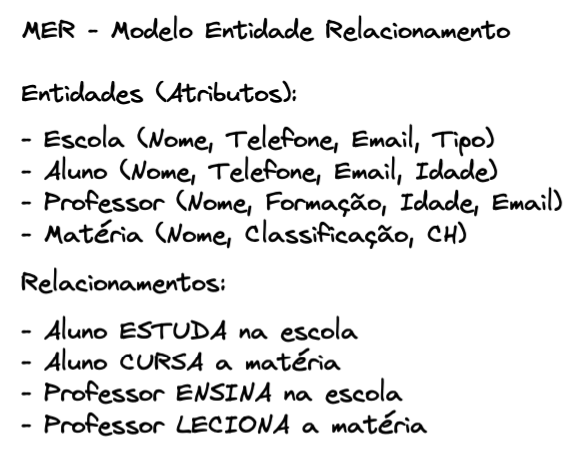 MER - Modelo Entidade Relacionamento
Entidades (Atributos):
- Escola (Nome, Telefone, Email, Tipo)
- Aluno (Nome, Telefone, Email, Idade)
- Professor (Nome, Formação, Idade, Email)
- Matéria (Nome, Classificação, CH)
Relacionamentos:
- Aluno ESTUDA na escola
- Aluno CURSA a matéria
- Professor ENSINA na escola
- Professor LECIONA a matéria